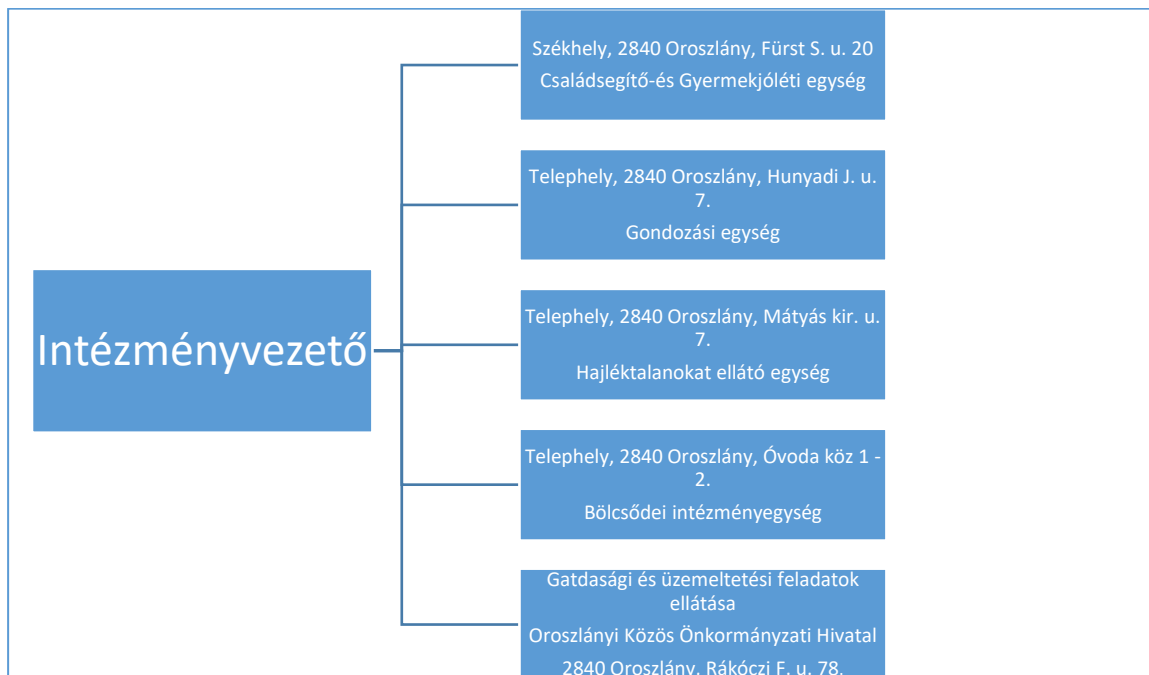 Székhely, 2840 Oroszlány, Fürst S. u. 20
Családsegítő-és Gyermekjóléti egység
Telephely, 2840 Oroszlány, Hunyadi J. u.
7.
Gondozási egység
Intézményvezető
Telephely, 2840 Oroszlány, Mátyás kir. u.
7.
Hajléktalanokat ellátó egység
Telephely, 2840 Oroszlány, Óvoda köz 1 -
2.
Bölcsődei intézményegység
Gatdasági és üzemeltetési feladatok
ellátása
Oroszlányi Közös Önkormányzati Hivatal
2840 Oroszlány, Rákóczi F. u. 78.